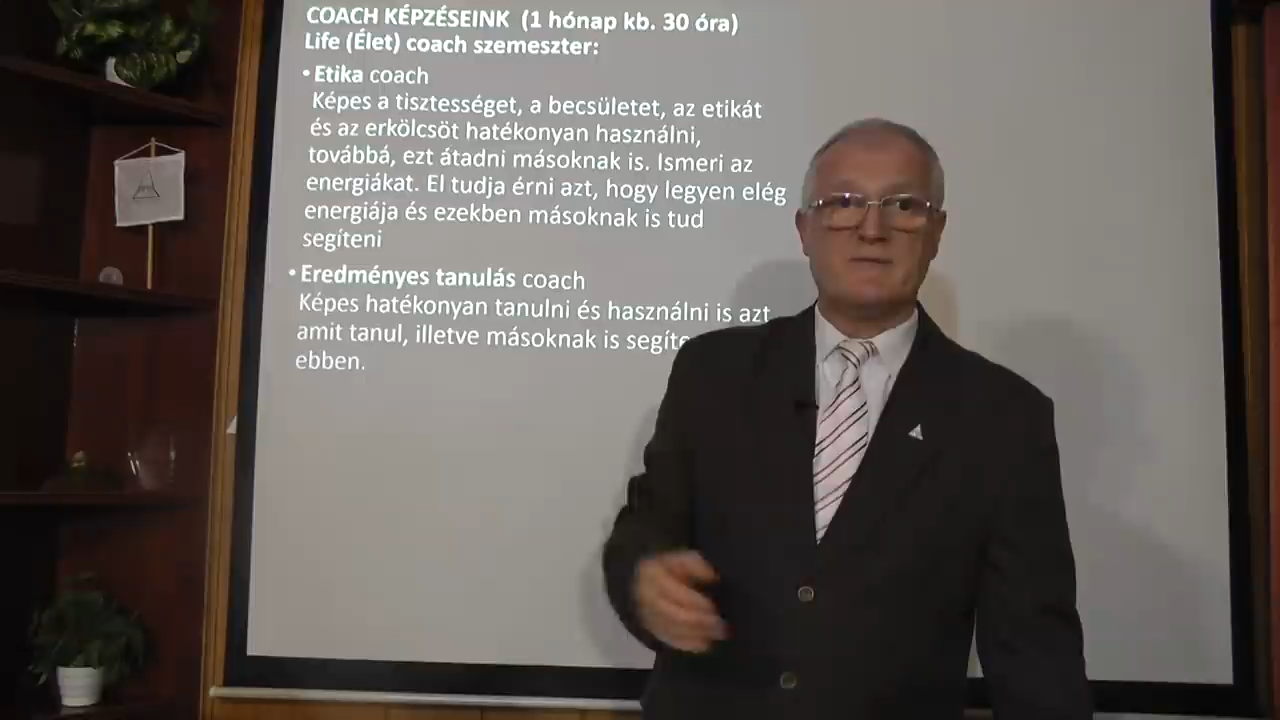 COACH KÉPZÉSEINK (1 hónap kb. 30 óra)
Life (Élet) coach szemeszter:
• Etika coach
Képes a tisztességet, a becsületet, az etikát
és az erkölcsöt hatékonyan használni,
továbbá, ezt átadni másoknak is. Ismeri az
energiákat. El tudja érni azt, hogy legyen elég
energiája és ezekben másoknak is tud
segíteni
• Eredményes tanulás coach
Képes hatékonyan tanulni és használni is azt
amit tanul, illetve másoknak is
ebben.